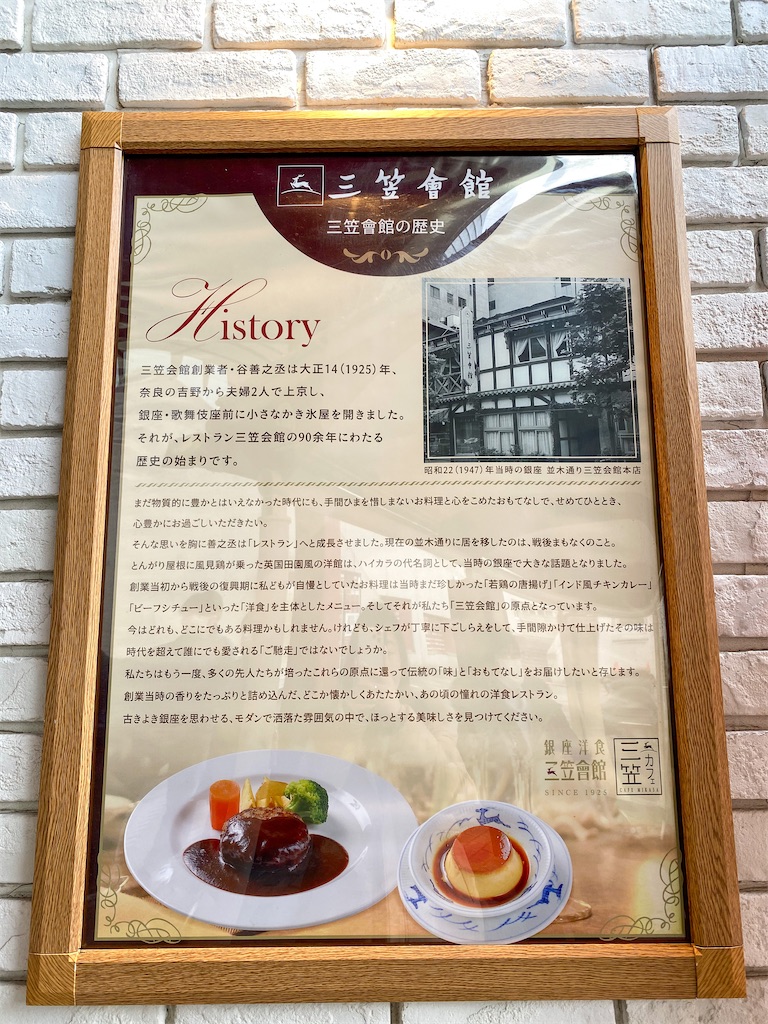 三笠會館
三笠會館の歴史
History
三笠会館創業者・谷善之丞は大正14（1925）年、
奈良の吉野から夫婦2人で上京し、
銀座・歌舞伎座前に小さなかき氷屋を開きました。
それが、レストラン三笠会館の90余年にわたる
歴史の始まりです。
三笠會館
昭和22（1947）年当時の銀座 並木通り三笠会館本店
まだ物質的に豊かとはいえなかった時代にも、手間ひまを惜しまないお料理と心をこめたおもてなしで、せめてひととき、
心豊かにお過ごしいただきたい。
そんな思いを胸に善之丞は「レストラン」へと成長させました。現在の並木通りに居を移したのは、戦後まもなくのこと。
とんがり屋根に風見鶏が乗った英国田園風の洋館は、ハイカラの代名詞として、当時の銀座で大きな話題となりました。
創業当初から戦後の復興期に私どもが自慢としていたお料理は当時まだ珍しかった「若鶏の唐揚げ」「インド風チキンカレー」
「ビーフシチュー」といった「洋食」を主体としたメニュー。そしてそれが私たち「三笠会館」の原点となっています。
今はどれも、どこにでもある料理かもしれません。けれども、シェフが丁寧に下ごしらえをして、手間隙かけて仕上げたその味は
時代を超えて誰にでも愛される「ご馳走」ではないでしょうか。
私たちはもう一度、多くの先人たちが培ったこれらの原点に還って伝統の「味」と「おもてなし」をお届けしたいと存じます。
創業当時の香りをたっぷりと詰め込んだ、どこか懐かしくあたたかい、あの頃の憧れの洋食レストラン。
古きよき銀座を思わせる、モダンで洒落た雰囲気の中で、ほっとする美味しさを見つけてください。
銀座洋食
三笠會館
SINCE 1925
三笠
カフェ
CAFE MIKASA